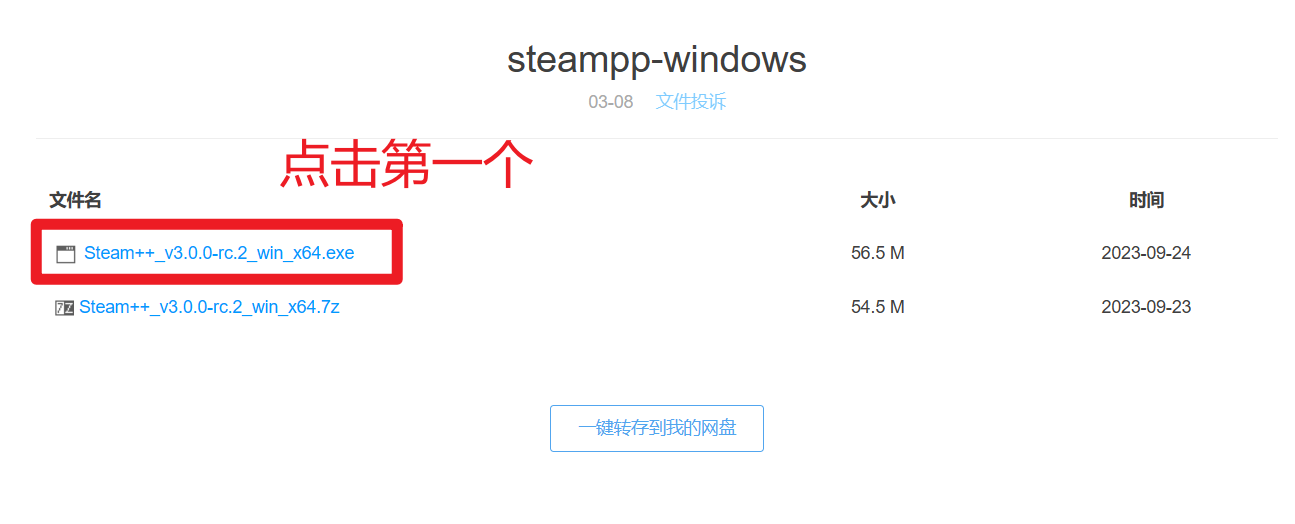 steampp-windows
03-08 文件投诉
点击第一个
文件名 大小 时间
Steam++_v3.0.0-rc.2_win_x64.exe 56.5 M 2023-09-24
7Z Steam++_v3.0.0-rc.2_win_x64.7z 54.5 M 2023-09-23
一键转存到我的网盘